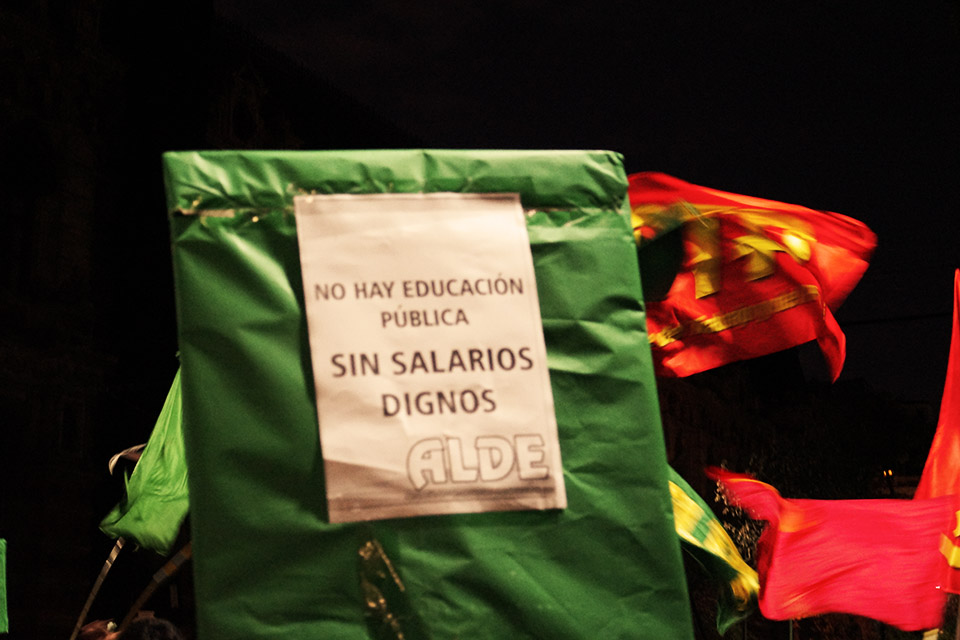 NO HAY EDUCACIÓN
PÚBLICA
SIN SALARIOS
DIGNOS
ALDE